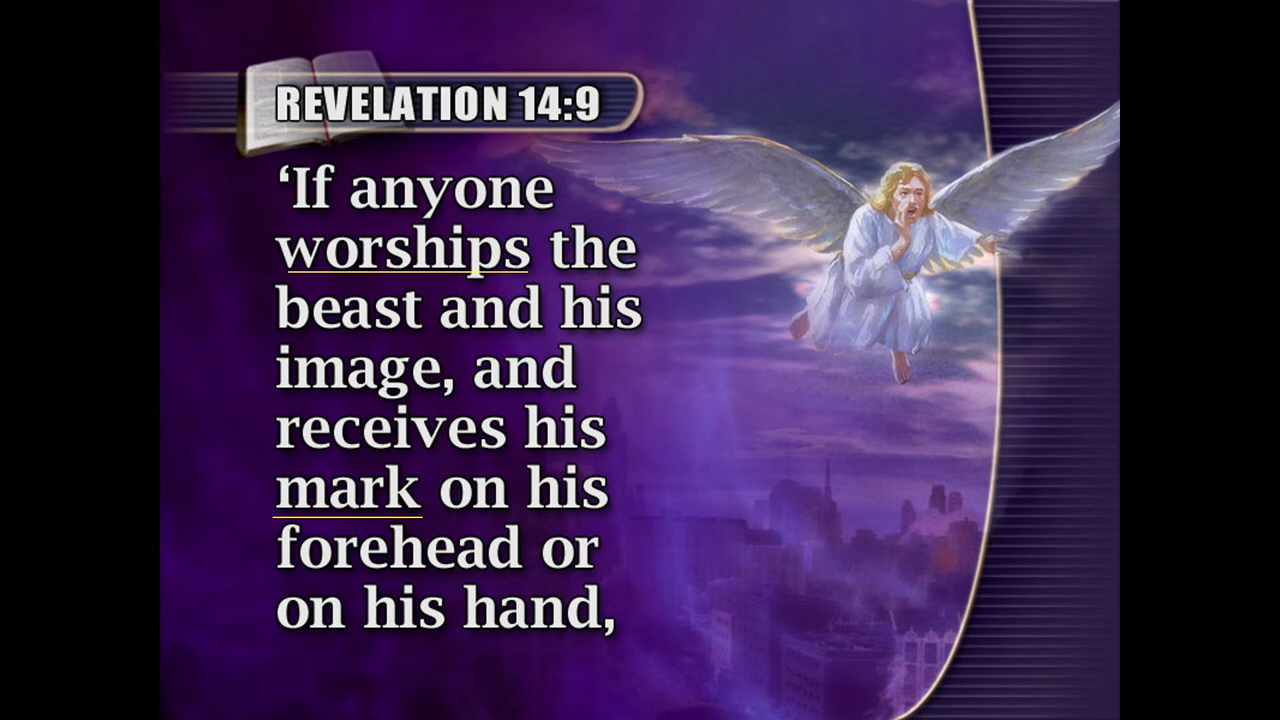 REVELATION 14:9
‘If anyone
worships the
beast and his
image, and
receives his
mark on his
forehead or
on his hand,